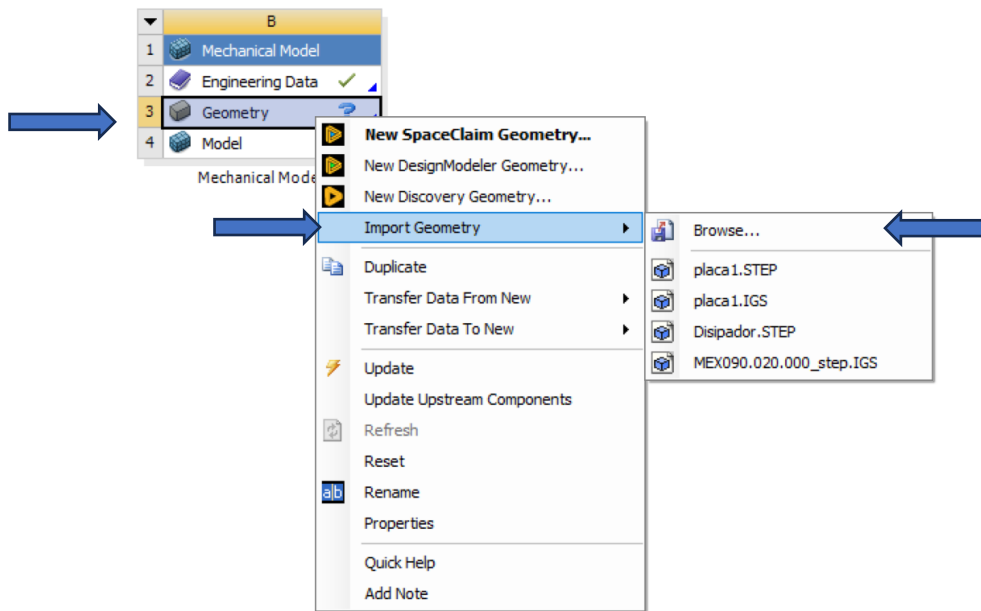 B
1 Mechanical Model
2 Engineering Data
3 Geometry
4 Model
Mechanical Mode
New SpaceClaim Geometry...
New DesignModeler Geometry...
New Discovery Geometry...
Import Geometry
Browse...
Duplicate
placa1.STEP
Transfer Data From New
placa1.IGS
Transfer Data To New
Disipador.STEP
MEX090.020.000_step.IGS
Update
Update Upstream Components
Refresh
Reset
a|b Rename
Properties
Quick Help
Add Note